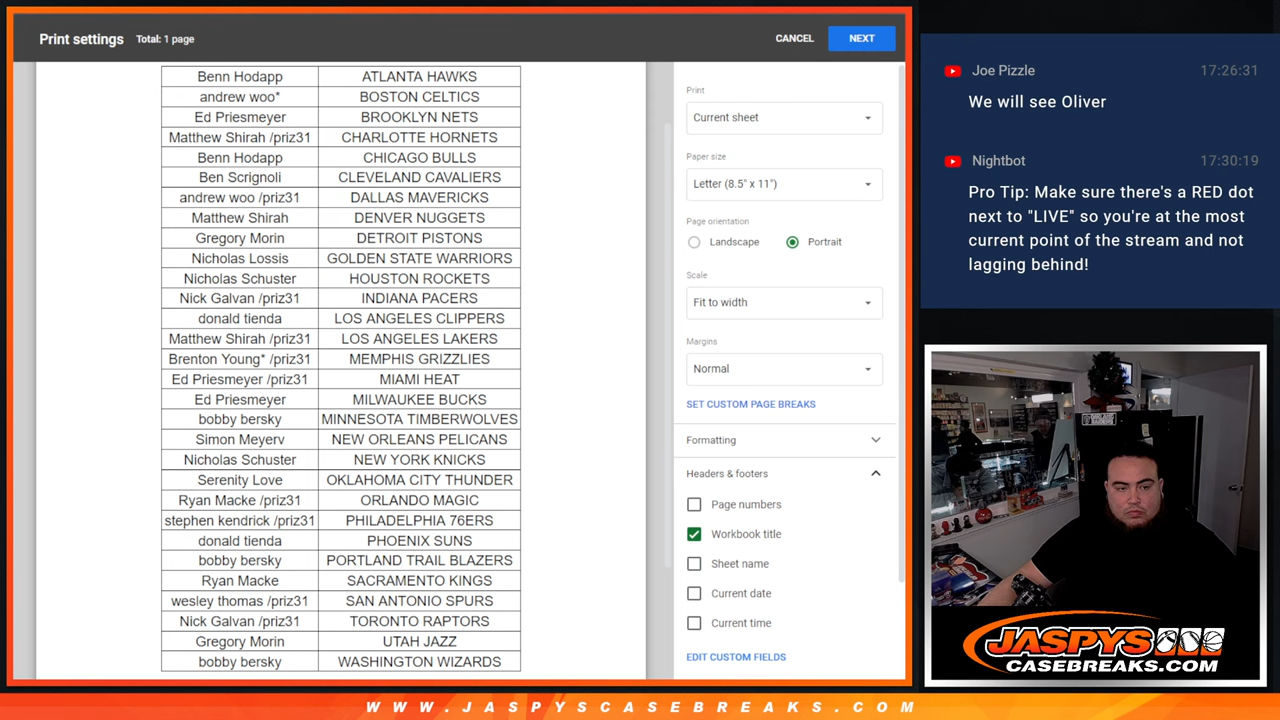 Print settings Total: 1 page CANCEL NEXT
Benn Hodapp ATLANTA HAWKS
andrew woo* BOSTON CELTICS
Ed Priesmeyer BROOKLYN NETS
Matthew Shirah /priz31 CHARLOTTE HORNETS
Benn Hodapp CHICAGO BULLS
Ben Scrignoli CLEVELAND CAVALIERS
andrew woo /priz31 DALLAS MAVERICKS
Matthew Shirah DENVER NUGGETS
Gregory Morin DETROIT PISTONS
Nicholas Lossis GOLDEN STATE WARRIORS
Nicholas Schuster HOUSTON ROCKETS
Nick Galvan /priz31 INDIANA PACERS
donald tienda LOS ANGELES CLIPPERS
Matthew Shirah /priz31 LOS ANGELES LAKERS
Brenton Young* /priz31 MEMPHIS GRIZZLIES
Ed Priesmeyer /priz31 MIAMI HEAT
Ed Priesmeyer MILWAUKEE BUCKS
bobby bersky MINNESOTA TIMBERWOLVES
Simon Meyerv NEW ORLEANS PELICANS
Nicholas Schuster NEW YORK KNICKS
Serenity Love OKLAHOMA CITY THUNDER
Ryan Macke /priz31 ORLANDO MAGIC
stephen kendrick /priz31 PHILADELPHIA 76ERS
donald tienda PHOENIX SUNS
bobby bersky PORTLAND TRAIL BLAZERS
Ryan Macke SACRAMENTO KINGS
wesley thomas /priz31 SAN ANTONIO SPURS
Nick Galvan /priz31 TORONTO RAPTORS
Gregory Morin UTAH JAZZ
bobby bersky WASHINGTON WIZARDS
Print
Current sheet
Paper size
Letter (8.5" x 11")
Page orientation
Landscape Portrait
Scale
Fit to width
Margins
Normal
SET CUSTOM PAGE BREAKS
Formatting
Headers & footers
Page numbers
Workbook title
Sheet name
Current date
Current time
EDIT CUSTOM FIELDS
Joe Pizzle 17:26:31
We will see Oliver
Nightbot 17:30:19
Pro Tip: Make sure there's a RED dot
next to "LIVE" so you're at the most
current point of the stream and not
lagging behind!
JASPYS
CASEBREAKS.COM
WWW.JASPYSCASEBREAKS.COM